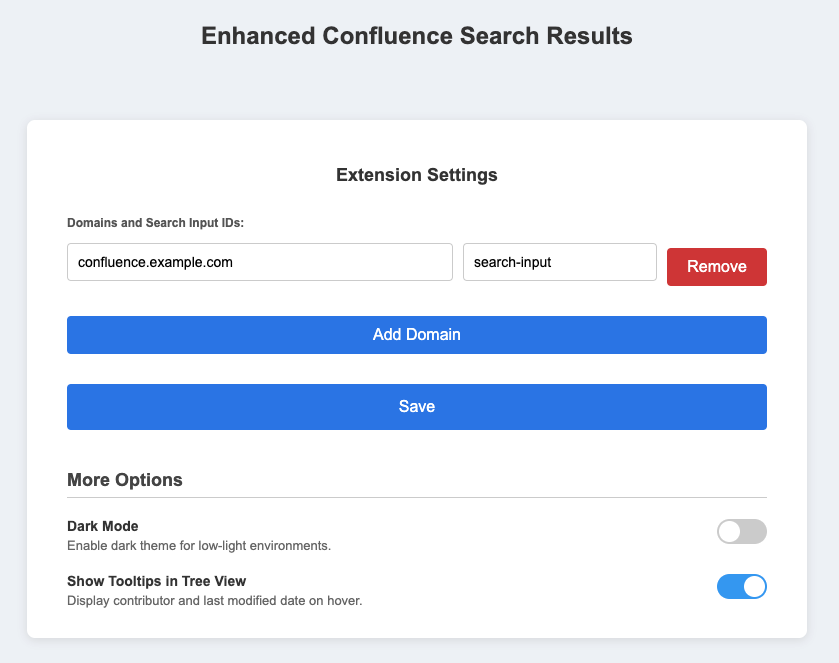 Enhanced Confluence Search Results
Extension Settings
Domains and Search Input IDs:
confluence.example.com search-input Remove
Add Domain
Save
More Options
Dark Mode
Enable dark theme for low-light environments.
Show Tooltips in Tree View
Display contributor and last modified date on hover.